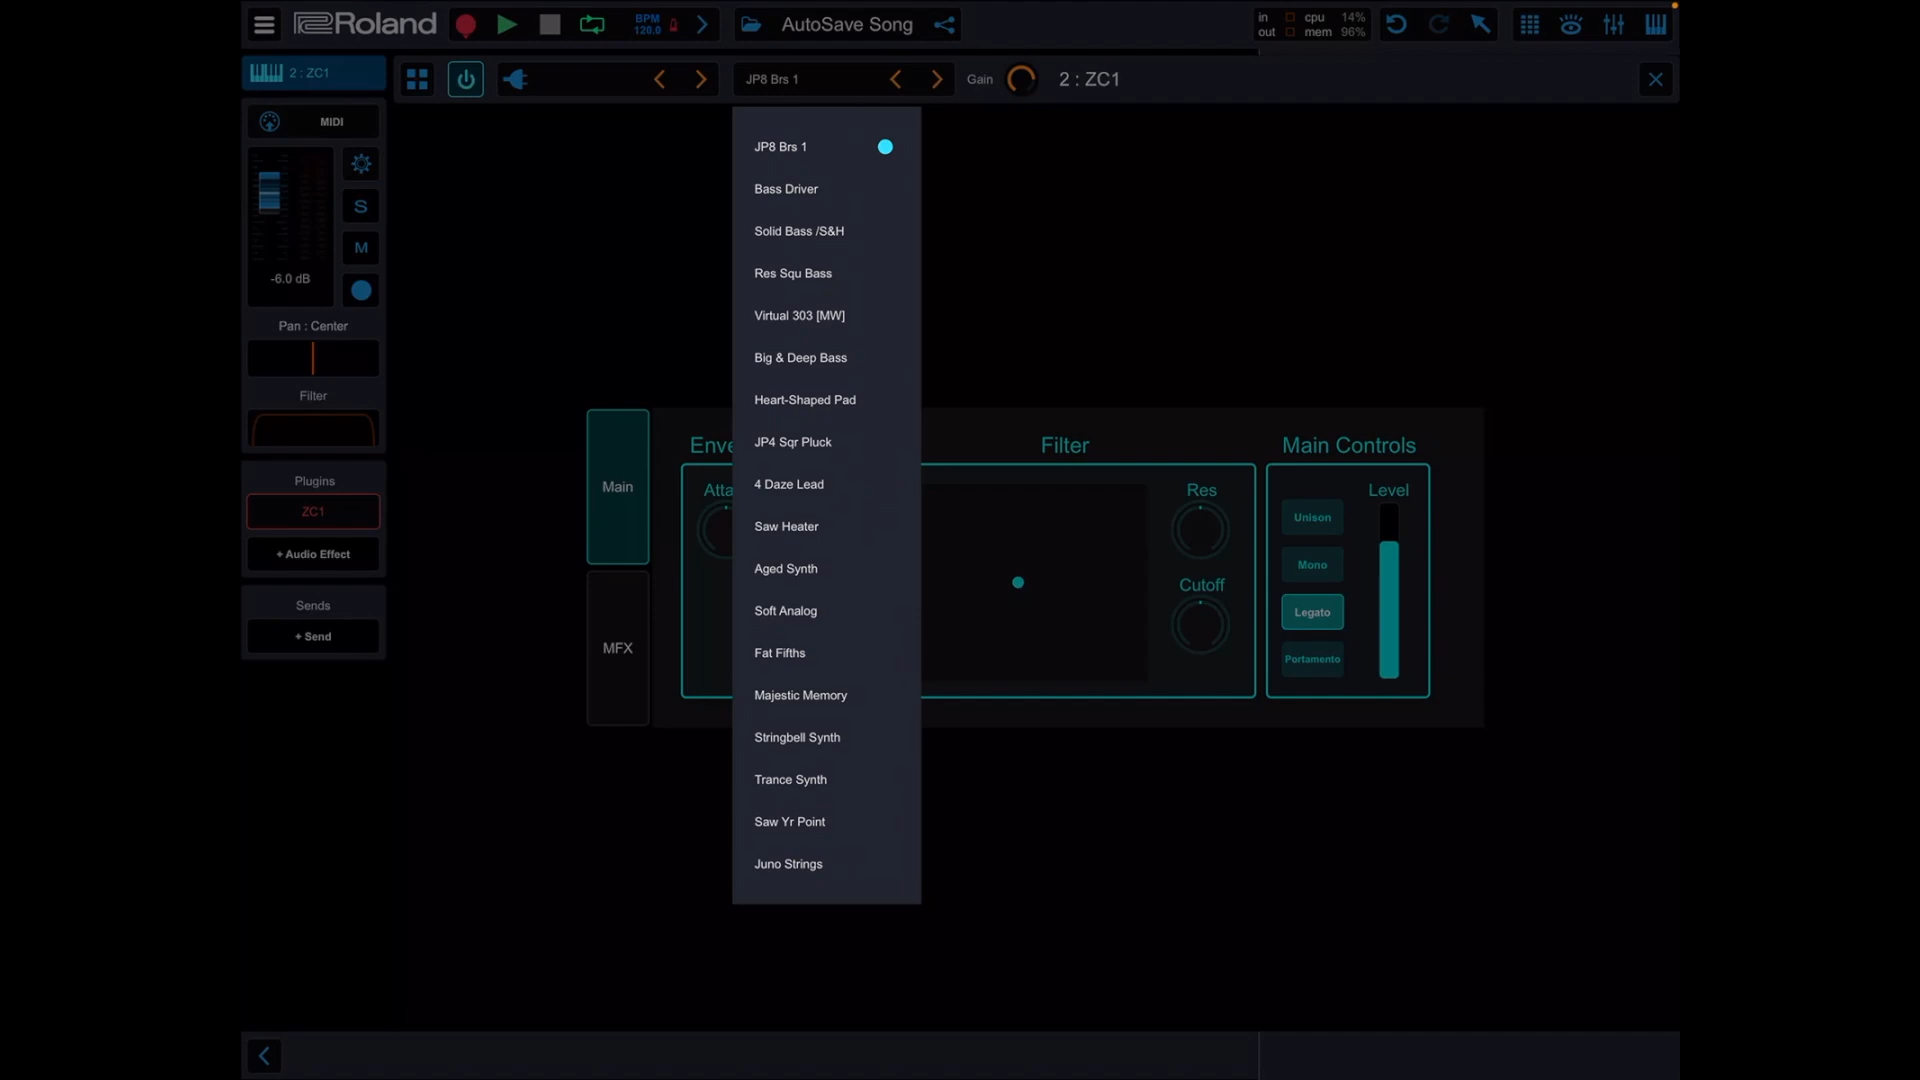 Roland
BPM
120.0
AutoSave Song
in cpu 14%
out mem 96%
2 : ZC1
JP8 Brs 1
Gain
2 : ZC1
MIDI
S
M
-6.0 dB
Pan : Center
Filter
Plugins
ZC1
+ Audio Effect
Sends
+ Send
JP8 Brs 1
Bass Driver
Solid Bass /S&H
Res Squ Bass
Virtual 303 [MW]
Big & Deep Bass
Heart-Shaped Pad
JP4 Sqr Pluck
4 Daze Lead
Saw Heater
Aged Synth
Soft Analog
Fat Fifths
Majestic Memory
Stringbell Synth
Trance Synth
Saw Yr Point
Juno Strings
Main
MFX
Enve
Atta
Filter
Res
Cutoff
Main Controls
Level
Unison
Mono
Legato
Portamento